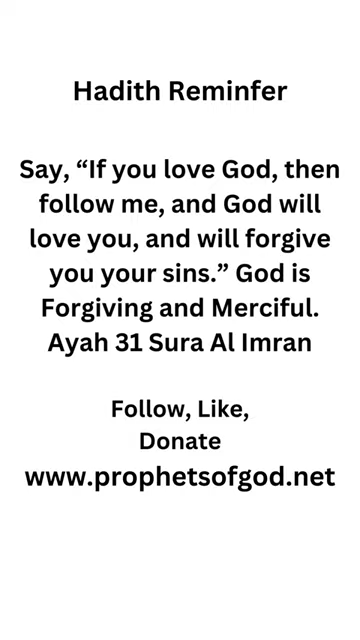 Hadith Reminfer
Say, “If you love God, then
follow me, and God will
love you, and will forgive
you your sins.” God is
Forgiving and Merciful.
Ayah 31 Sura Al Imran
Follow, Like,
Donate
www.prophetsofgod.net